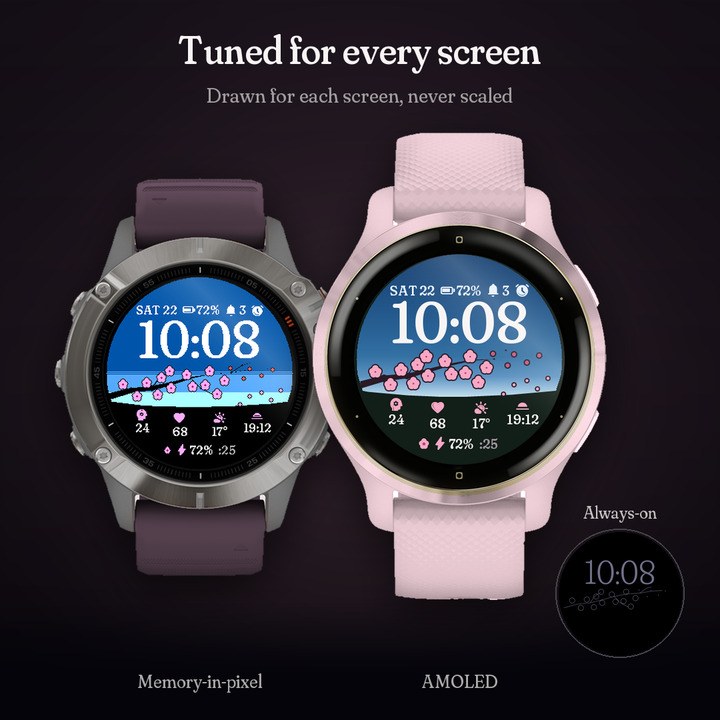 Tuned for every screen
Drawn for each screen, never scaled
SAT 22 72% 3
10:08
24 68 17° 19:12
72% :25
SAT 22 72% 3
10:08
24 68 17° 19:12
72% :25
Always-on
10:08
Memory-in-pixel
AMOLED